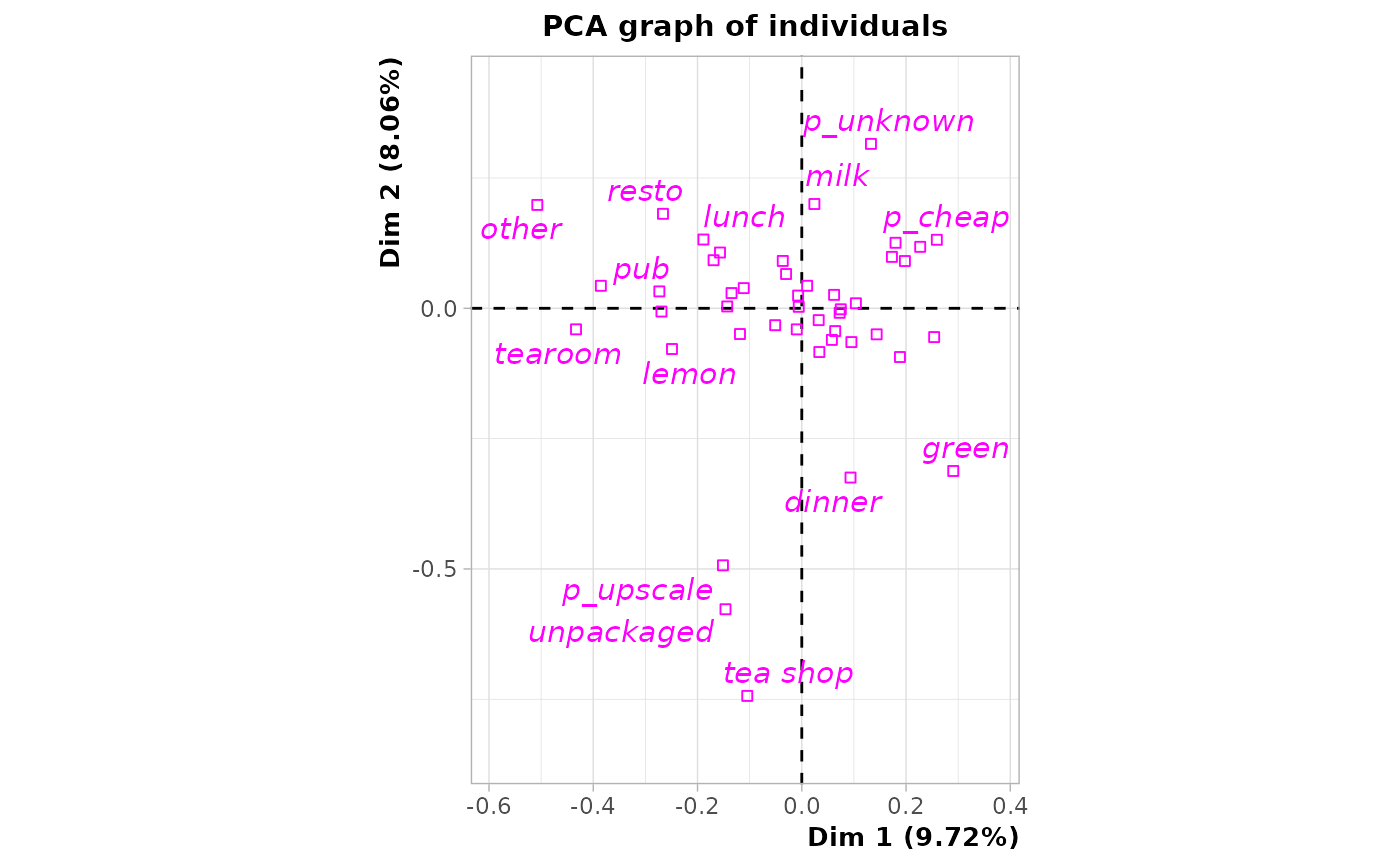 PCA graph of individuals
Dim 2 (8.06%)
p_unknown
milk
resto
lunch
p_cheap
other
pub
0.0
tearoom
lemon
green
dinner
-0.5
p_upscale
unpackaged
tea shop
-0.6 -0.4 -0.2 0.0 0.2 0.4
Dim 1 (9.72%)